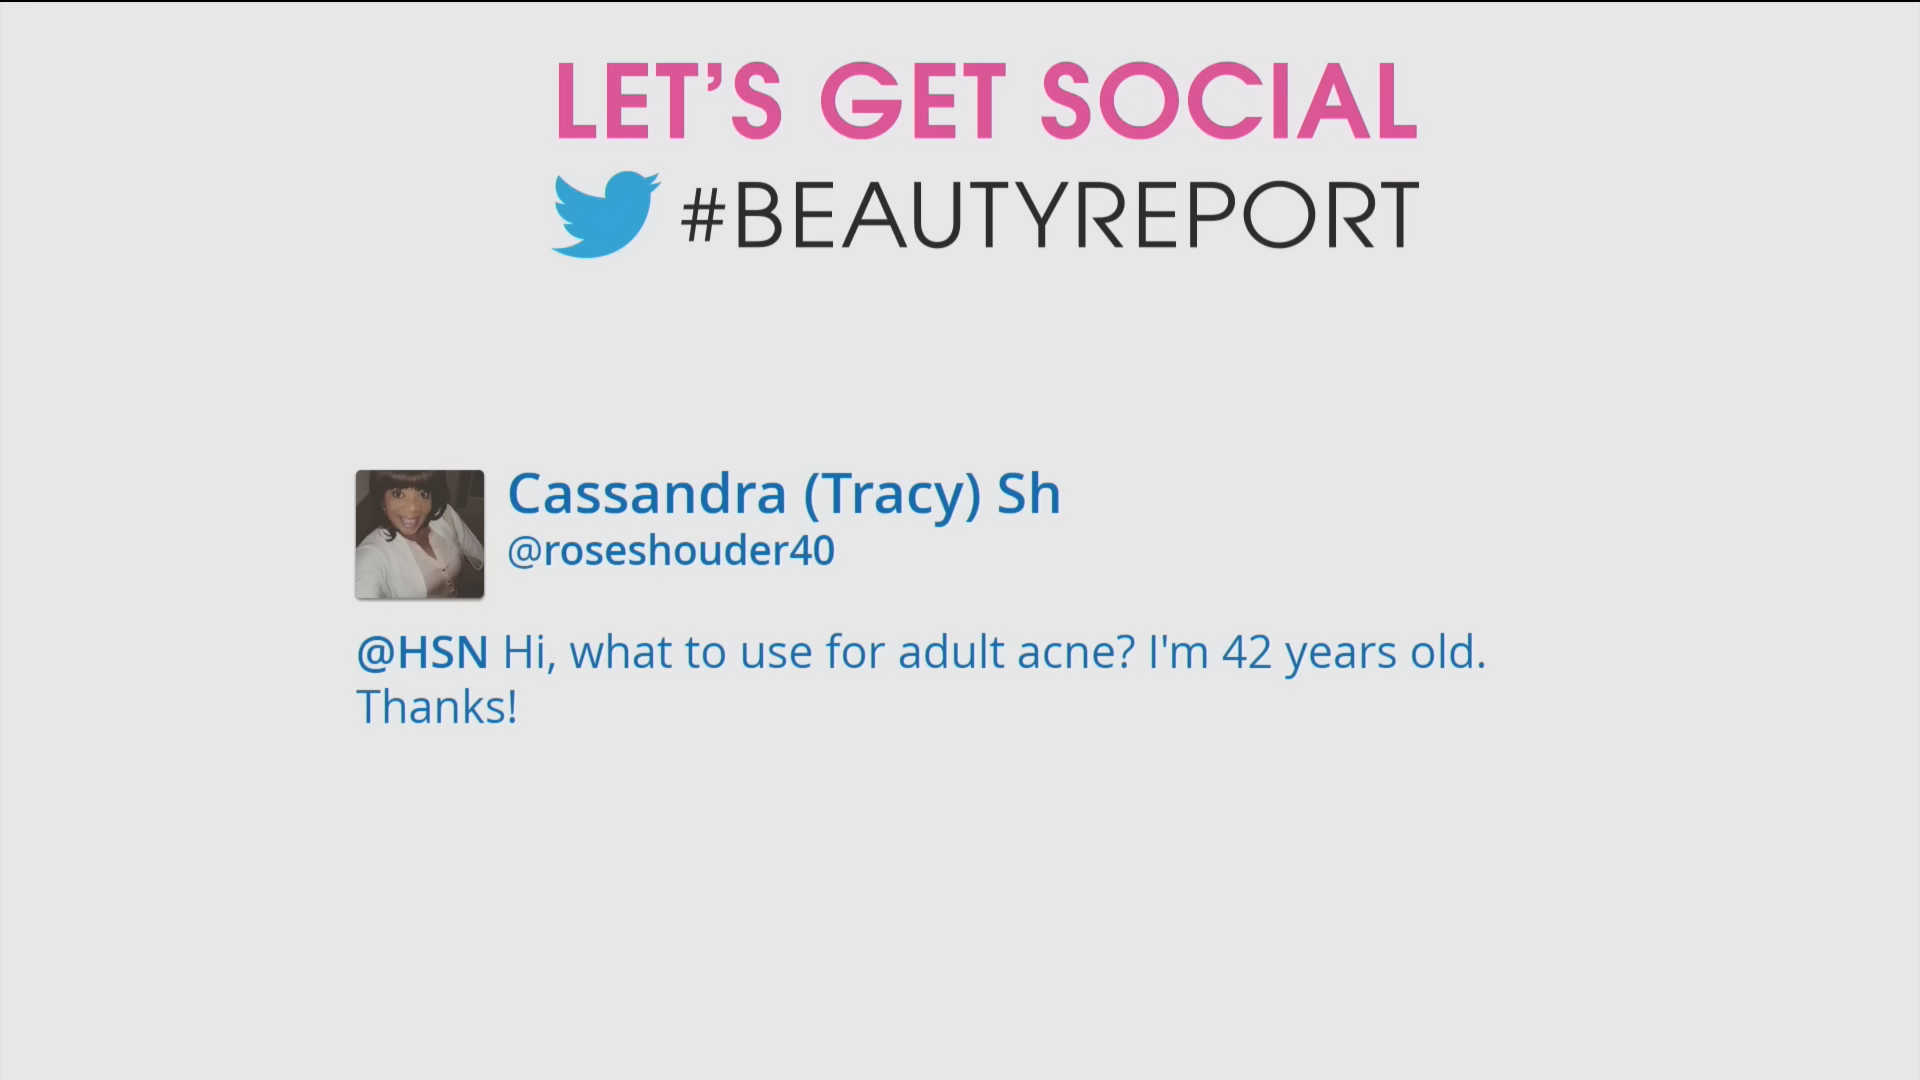 LET’S GET SOCIAL
#BEAUTYREPORT
Cassandra (Tracy) Sh
@roseshouder40
@HSN Hi, what to use for adult acne? I'm 42 years old.
Thanks!